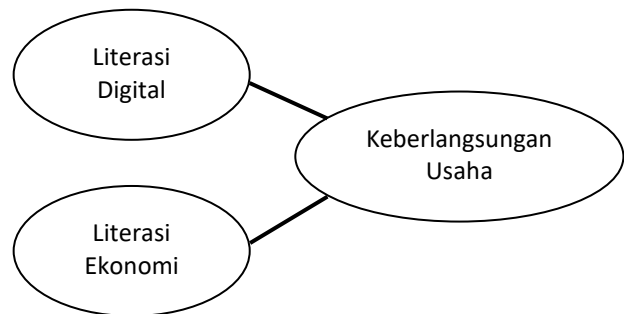 Literasi
Digital
Keberlangsungan
Usaha
Literasi
Ekonomi